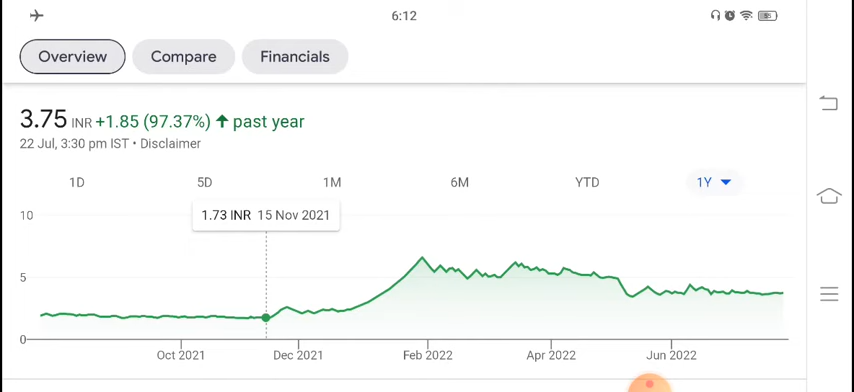 6:12
Overview Compare Financials
3.75 INR +1.85 (97.37%) ↑ past year
22 Jul, 3:30 pm IST • Disclaimer
1D 5D 1M 6M YTD 1Y
1.73 INR 15 Nov 2021
10
5
0
Oct 2021 Dec 2021 Feb 2022 Apr 2022 Jun 2022